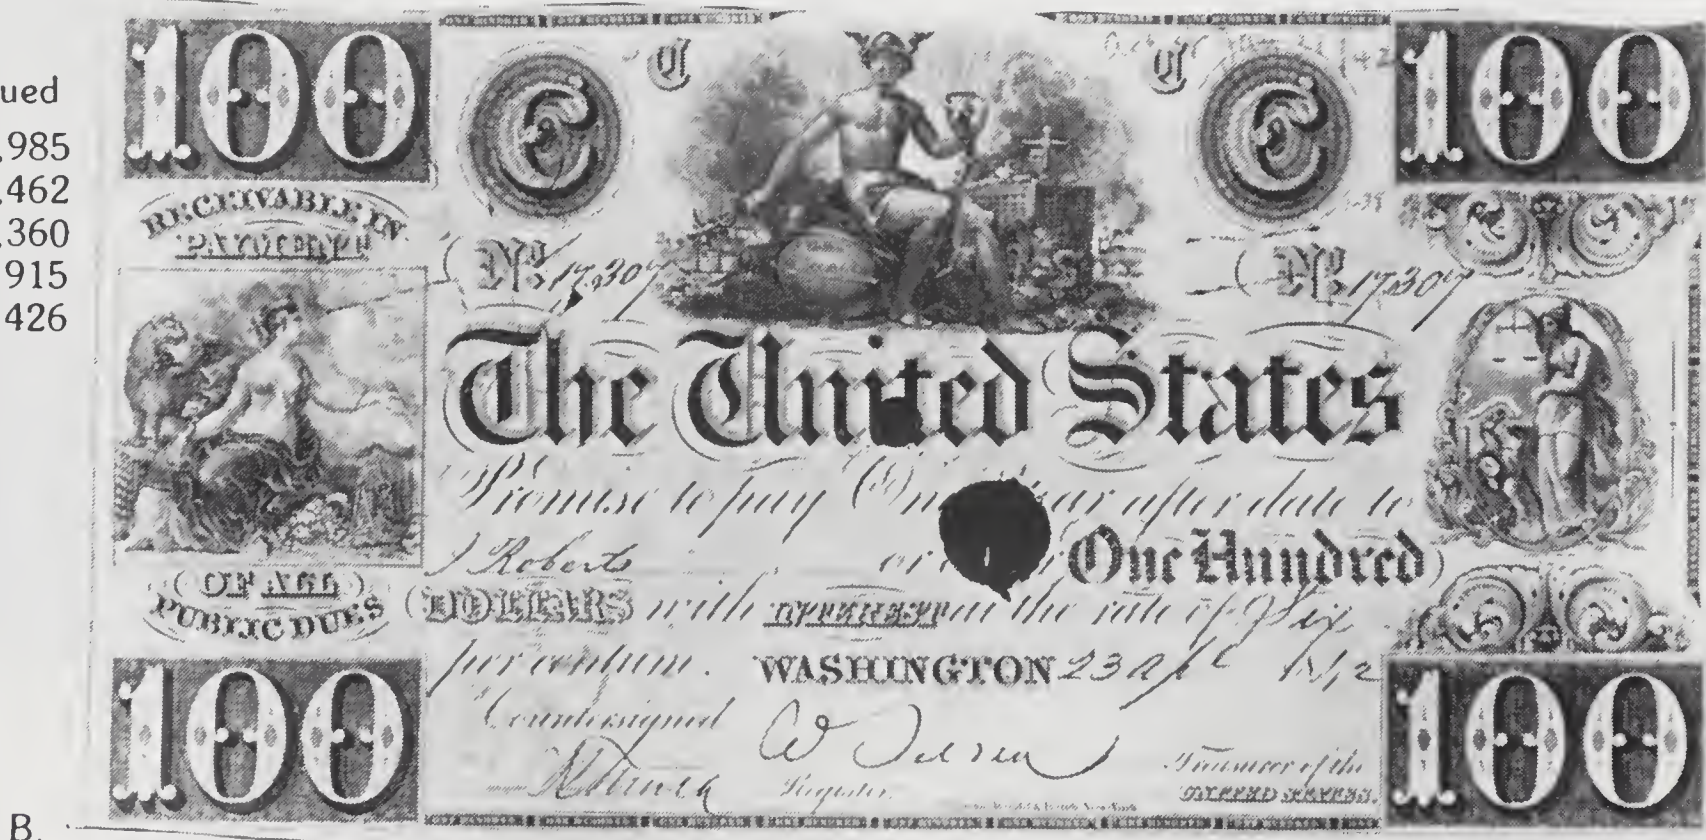 ued
.985
.462
.360
915
426
B.
100
100
C
C
C
C
RECEIVABLE IN
PAYMENT
No. 17307
No. 17307
The United States
Promise to pay One after date to
J Roberts or One Hundred
DOLLARS with INTEREST at the rate of Six
per centum. WASHINGTON 23 Apl 1842
OF ALL
PUBLIC DUES
Countersigned
W Selden
Register.
Treasurer of the
UNITED STATES.
100
100